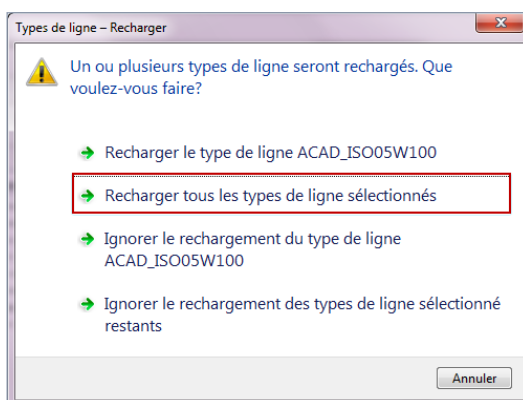 Types de ligne – Recharger
Un ou plusieurs types de ligne seront rechargés. Que
voulez-vous faire?
Recharger le type de ligne ACAD_ISO05W100
Recharger tous les types de ligne sélectionnés
Ignorer le rechargement du type de ligne
ACAD_ISO05W100
Ignorer le rechargement des types de ligne sélectionné
restants
Annuler